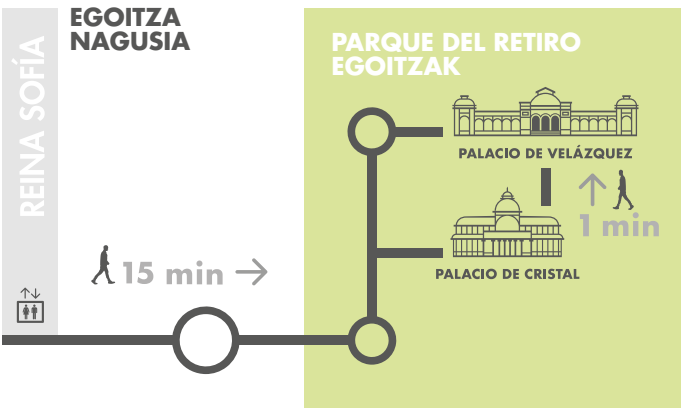 REINA SOFÍA
EGOITZA
NAGUSIA
15 min
PARQUE DEL RETIRO
EGOITZAK
PALACIO DE VELÁZQUEZ
1 min
PALACIO DE CRISTAL